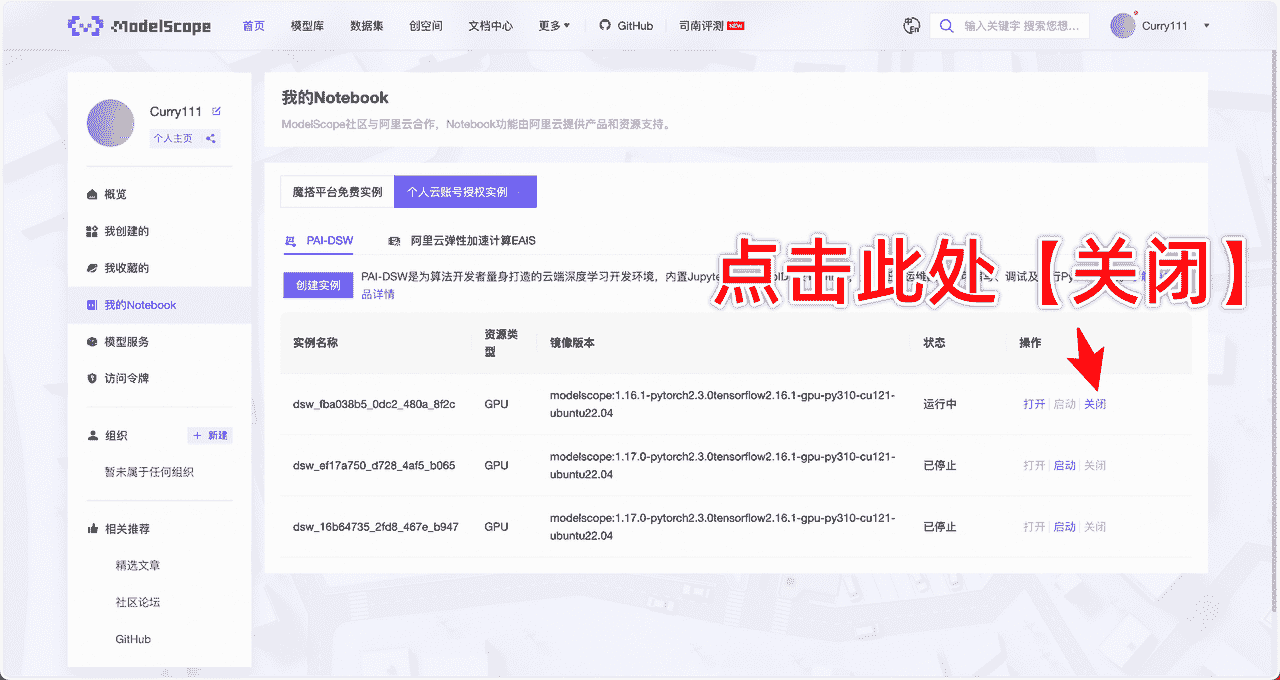 ModelScope 首页 模型库 数据集 创空间 文档中心 更多 GitHub 司南评测 NEW En 输入关键字 搜索您想... Curry111
Curry111
个人主页
概览
我创建的
我收藏的
我的Notebook
模型服务
访问令牌
组织 + 新建
暂未属于任何组织
相关推荐
精选文章
社区论坛
GitHub
我的Notebook
ModelScope社区与阿里云合作，Notebook功能由阿里云提供产品和资源支持。
魔搭平台免费实例 个人云账号授权实例
PAI-DSW 阿里云弹性加速计算EAIS
点击此处【关闭】
创建实例 PAI-DSW 开发者量身打造的云端深度学习开发环境，内置Jupyte 调试及
品详情
实例名称 资源类型 镜像版本 状态 操作
dsw_fba038b5_0dc2_480a_8f2c GPU modelscope:1.16.1-pytorch2.3.0tensorflow2.16.1-gpu-py310-cu121-
ubuntu22.04 运行中 打开 启动 关闭
dsw_ef17a750_d728_4af5_b065 GPU modelscope:1.17.0-pytorch2.3.0tensorflow2.16.1-gpu-py310-cu121-
ubuntu22.04 已停止 打开 启动 关闭
dsw_16b64735_2fd8_467e_b947 GPU modelscope:1.17.0-pytorch2.3.0tensorflow2.16.1-gpu-py310-cu121-
ubuntu22.04 已停止 打开 启动 关闭